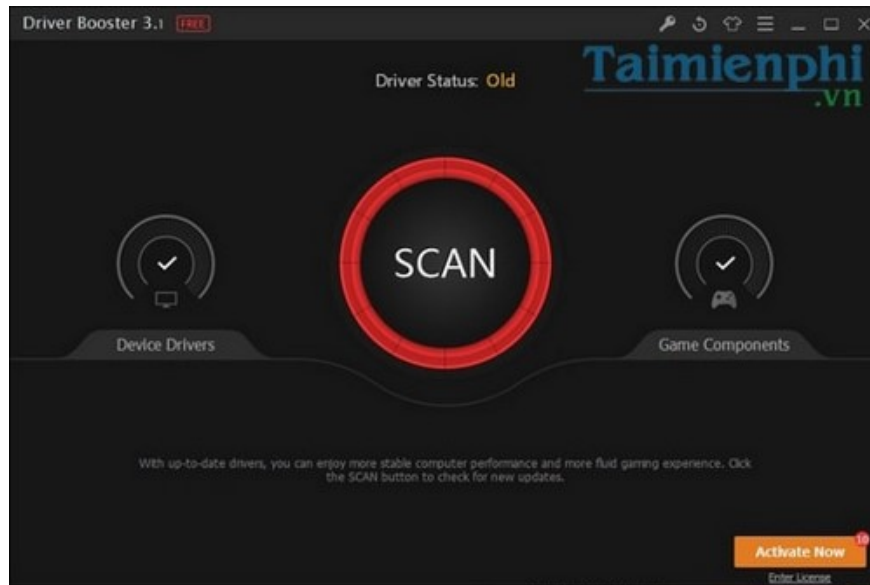 Driver Booster 3.1 FREE
Driver Status: Old
Taimienphi
.vn
SCAN
Device Drivers
Game Components
With up-to-date drivers, you can enjoy more stable computer performance and more fluid gaming experience. Click
the SCAN button to check for new updates.
10
Activate Now
Enter License